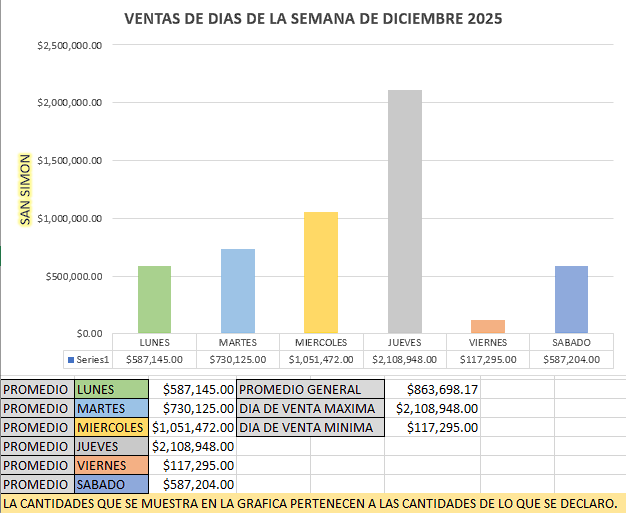 VENTAS DE DIAS DE LA SEMANA DE DICIEMBRE 2025
$2,500,000.00
$2,000,000.00
$1,500,000.00
$1,000,000.00
$500,000.00
$0.00
SAN SIMON
LUNES MARTES MIERCOLES JUEVES VIERNES SABADO
Series1 $587,145.00 $730,125.00 $1,051,472.00 $2,108,948.00 $117,295.00 $587,204.00
PROMEDIO LUNES $587,145.00 PROMEDIO GENERAL $863,698.17
PROMEDIO MARTES $730,125.00 DIA DE VENTA MAXIMA $2,108,948.00
PROMEDIO MIERCOLES $1,051,472.00 DIA DE VENTA MINIMA $117,295.00
PROMEDIO JUEVES $2,108,948.00
PROMEDIO VIERNES $117,295.00
PROMEDIO SABADO $587,204.00
LA CANTIDADES QUE SE MUESTRA EN LA GRAFICA PERTENECEN A LAS CANTIDADES DE LO QUE SE DECLARO.